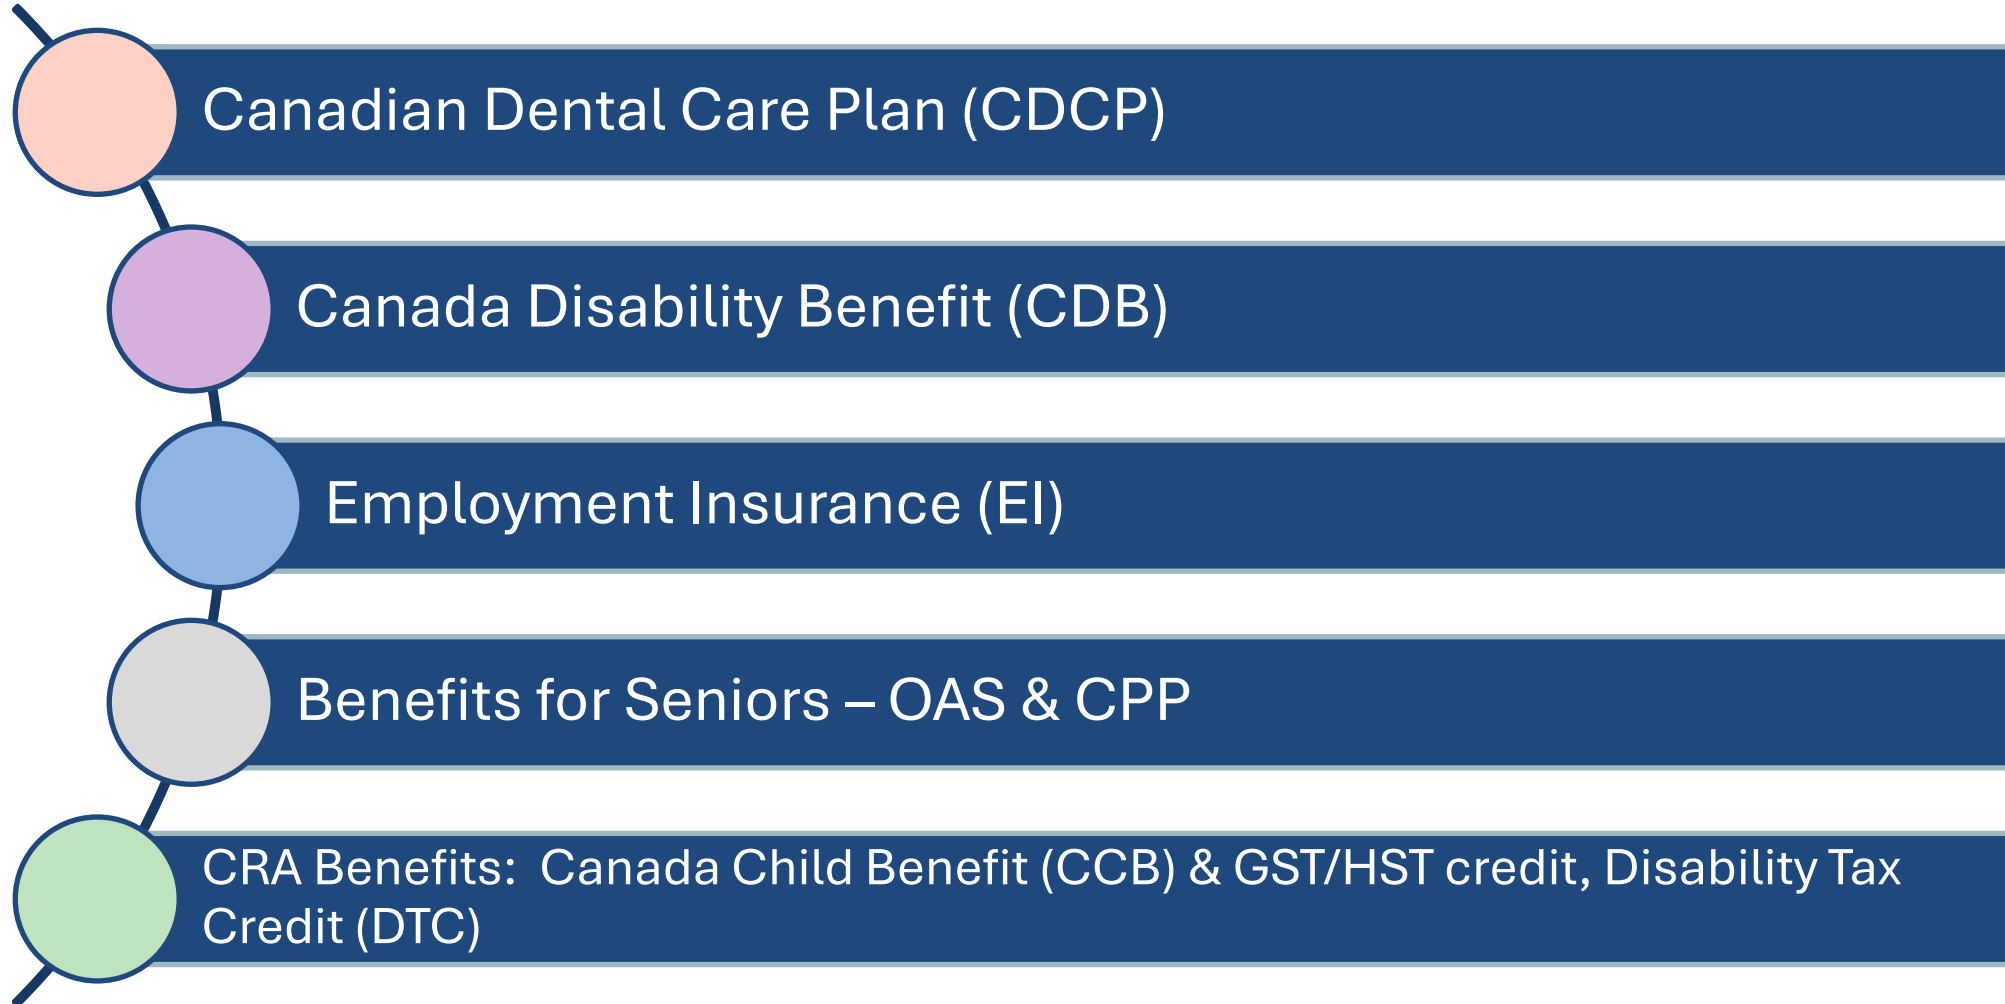 Canadian Dental Care Plan (CDCP)
Canada Disability Benefit (CDB)
Employment Insurance (EI)
Benefits for Seniors – OAS & CPP
CRA Benefits:  Canada Child Benefit (CCB) & GST/HST credit, Disability Tax
Credit (DTC)